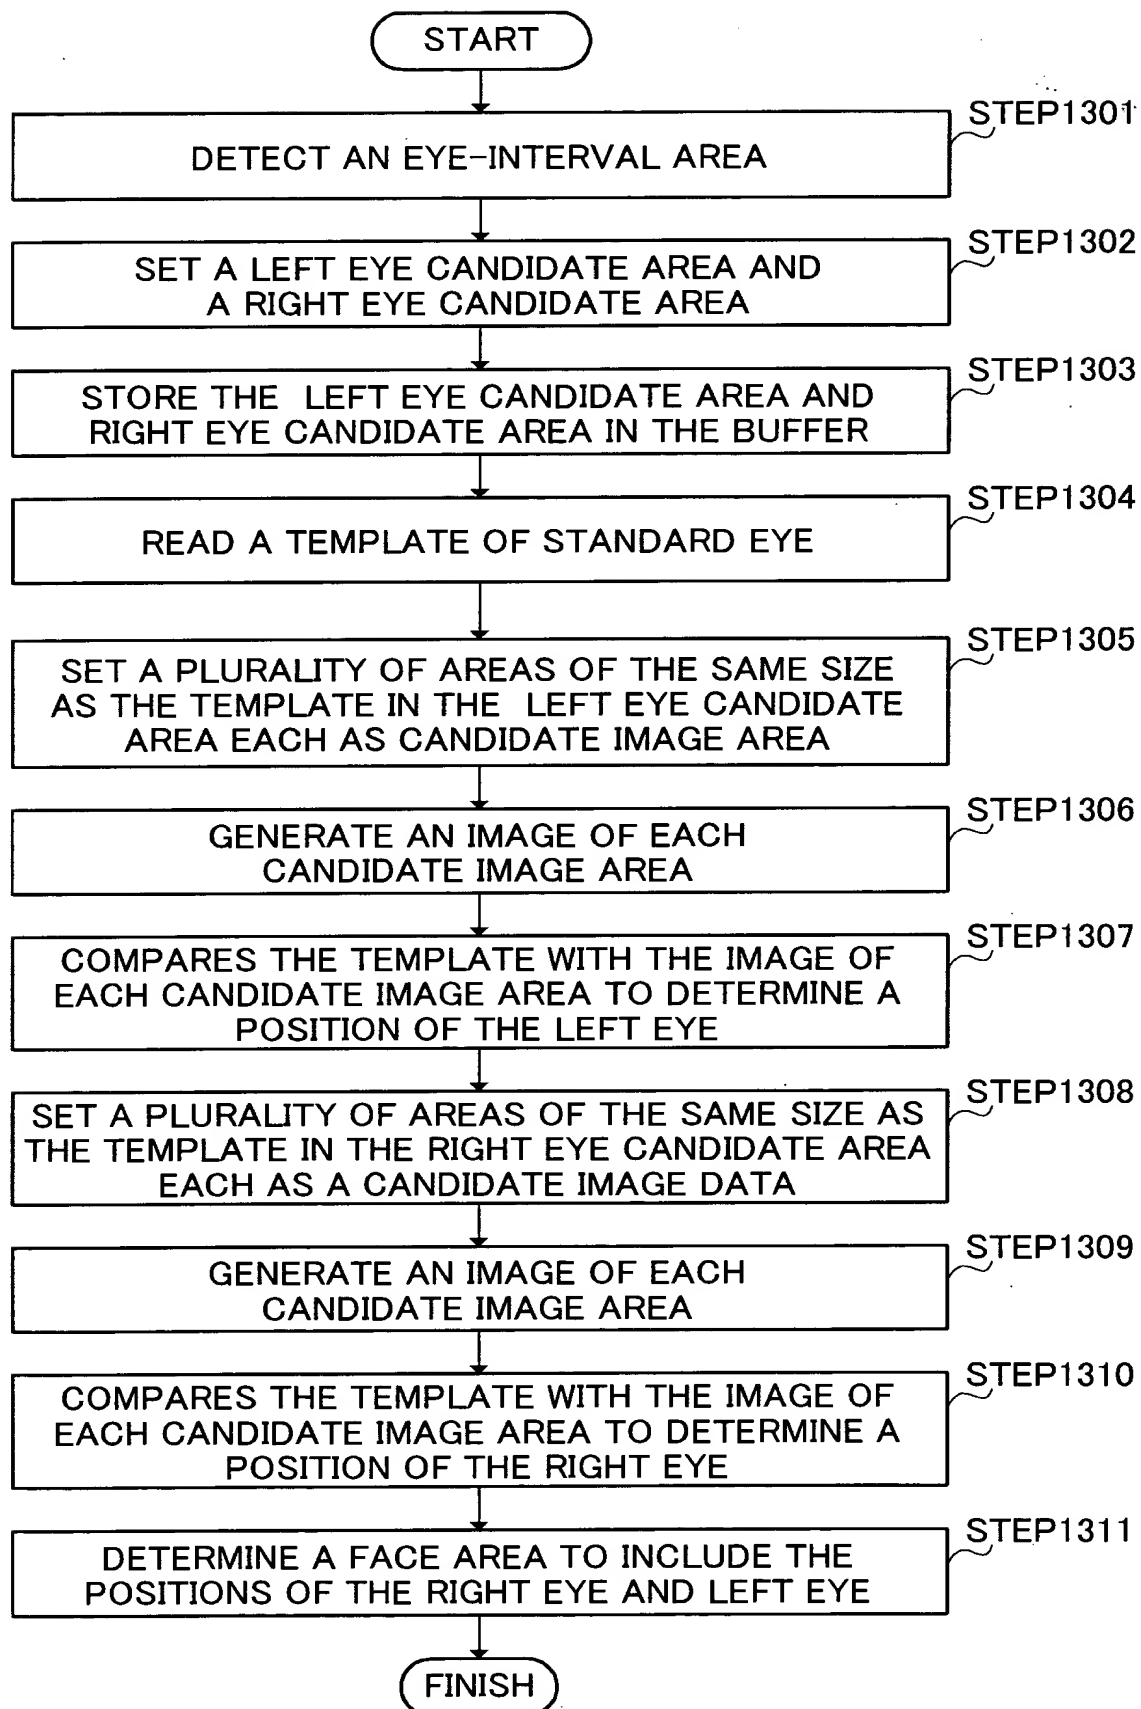 START
STEP1301
DETECT AN EYE-INTERVAL AREA
STEP1302
SET A LEFT EYE CANDIDATE AREA AND
A RIGHT EYE CANDIDATE AREA
STEP1303
STORE THE LEFT EYE CANDIDATE AREA AND
RIGHT EYE CANDIDATE AREA IN THE BUFFER
STEP1304
READ A TEMPLATE OF STANDARD EYE
STEP1305
SET A PLURALITY OF AREAS OF THE SAME SIZE
AS THE TEMPLATE IN THE LEFT EYE CANDIDATE
AREA EACH AS CANDIDATE IMAGE AREA
STEP1306
GENERATE AN IMAGE OF EACH
CANDIDATE IMAGE AREA
STEP1307
COMPARES THE TEMPLATE WITH THE IMAGE OF
EACH CANDIDATE IMAGE AREA TO DETERMINE A
POSITION OF THE LEFT EYE
STEP1308
SET A PLURALITY OF AREAS OF THE SAME SIZE AS
THE TEMPLATE IN THE RIGHT EYE CANDIDATE AREA
EACH AS A CANDIDATE IMAGE DATA
STEP1309
GENERATE AN IMAGE OF EACH
CANDIDATE IMAGE AREA
STEP1310
COMPARES THE TEMPLATE WITH THE IMAGE OF
EACH CANDIDATE IMAGE AREA TO DETERMINE A
POSITION OF THE RIGHT EYE
STEP1311
DETERMINE A FACE AREA TO INCLUDE THE
POSITIONS OF THE RIGHT EYE AND LEFT EYE
FINISH